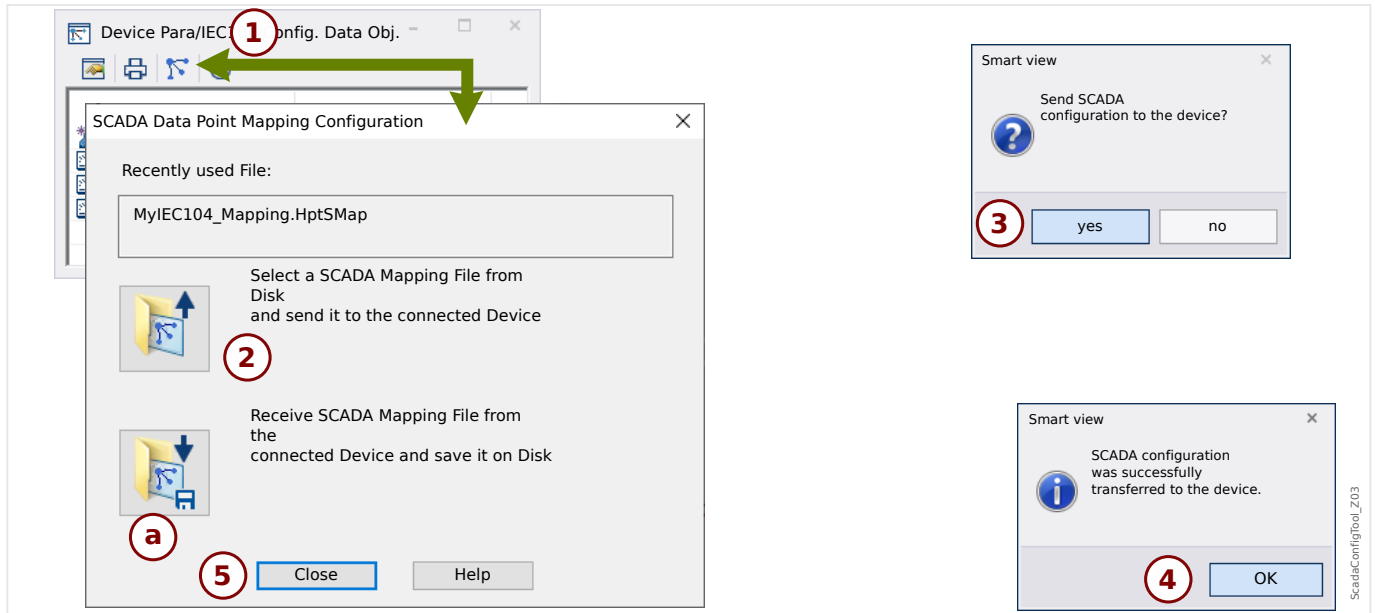 Device Para/IEC1 onfig. Data Obj.
1
SCADA Data Point Mapping Configuration
Recently used File:
MyIEC104_Mapping.HptSMap
Select a SCADA Mapping File from
Disk
and send it to the connected Device
2
Receive SCADA Mapping File from
the
connected Device and save it on Disk
a
5
Close
Help
Smart view
Send SCADA
configuration to the device?
3
yes
no
Smart view
SCADA configuration
was successfully
transferred to the device.
4
OK
ScadaConfigTool_Z03